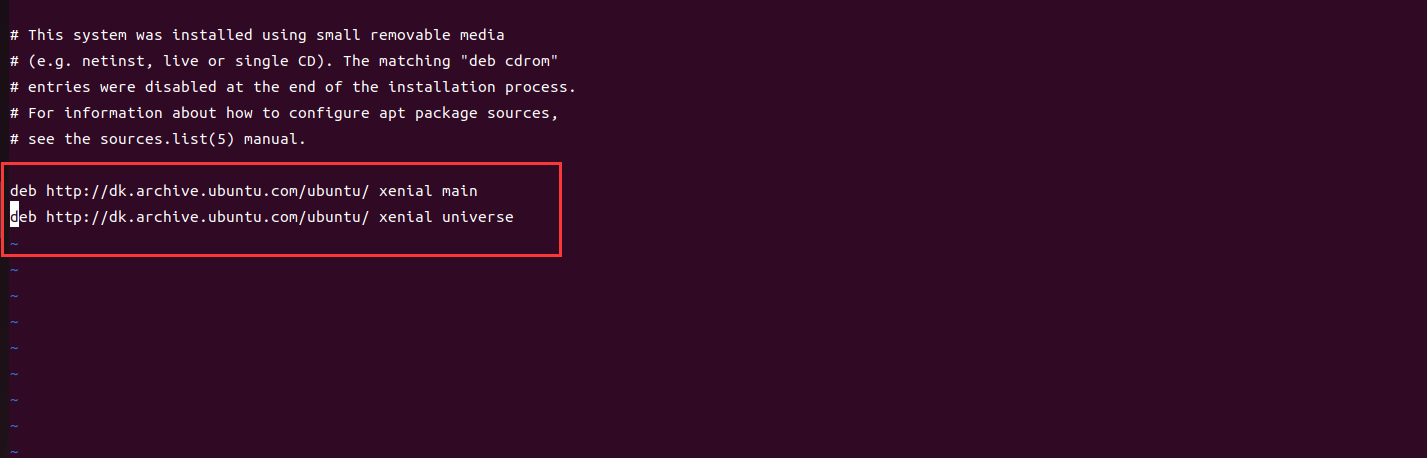 # This system was installed using small removable media
# (e.g. netinst, live or single CD). The matching "deb cdrom"
# entries were disabled at the end of the installation process.
# For information about how to configure apt package sources,
# see the sources.list(5) manual.
deb http://dk.archive.ubuntu.com/ubuntu/ xenial main
deb http://dk.archive.ubuntu.com/ubuntu/ xenial universe
~
~
~
~
~
~
~
~
~